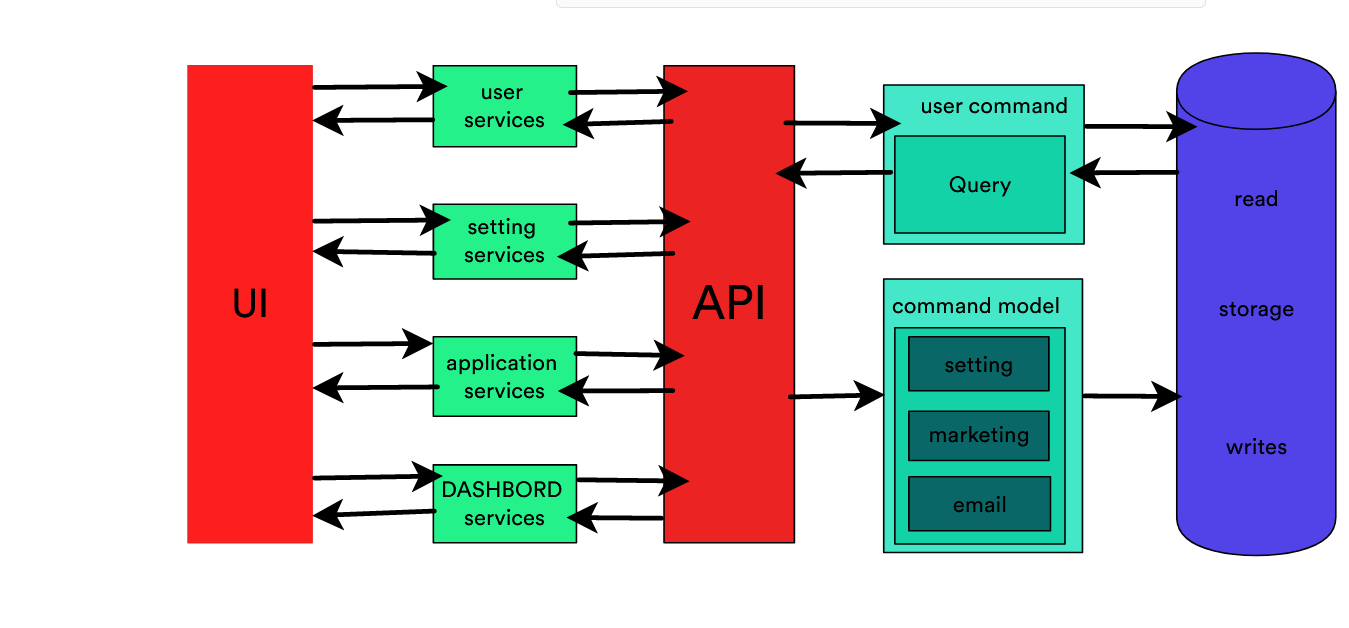 UI
user
services
setting
services
application
services
DASHBORD
services
API
user command
Query
command model
setting
marketing
email
read
storage
writes